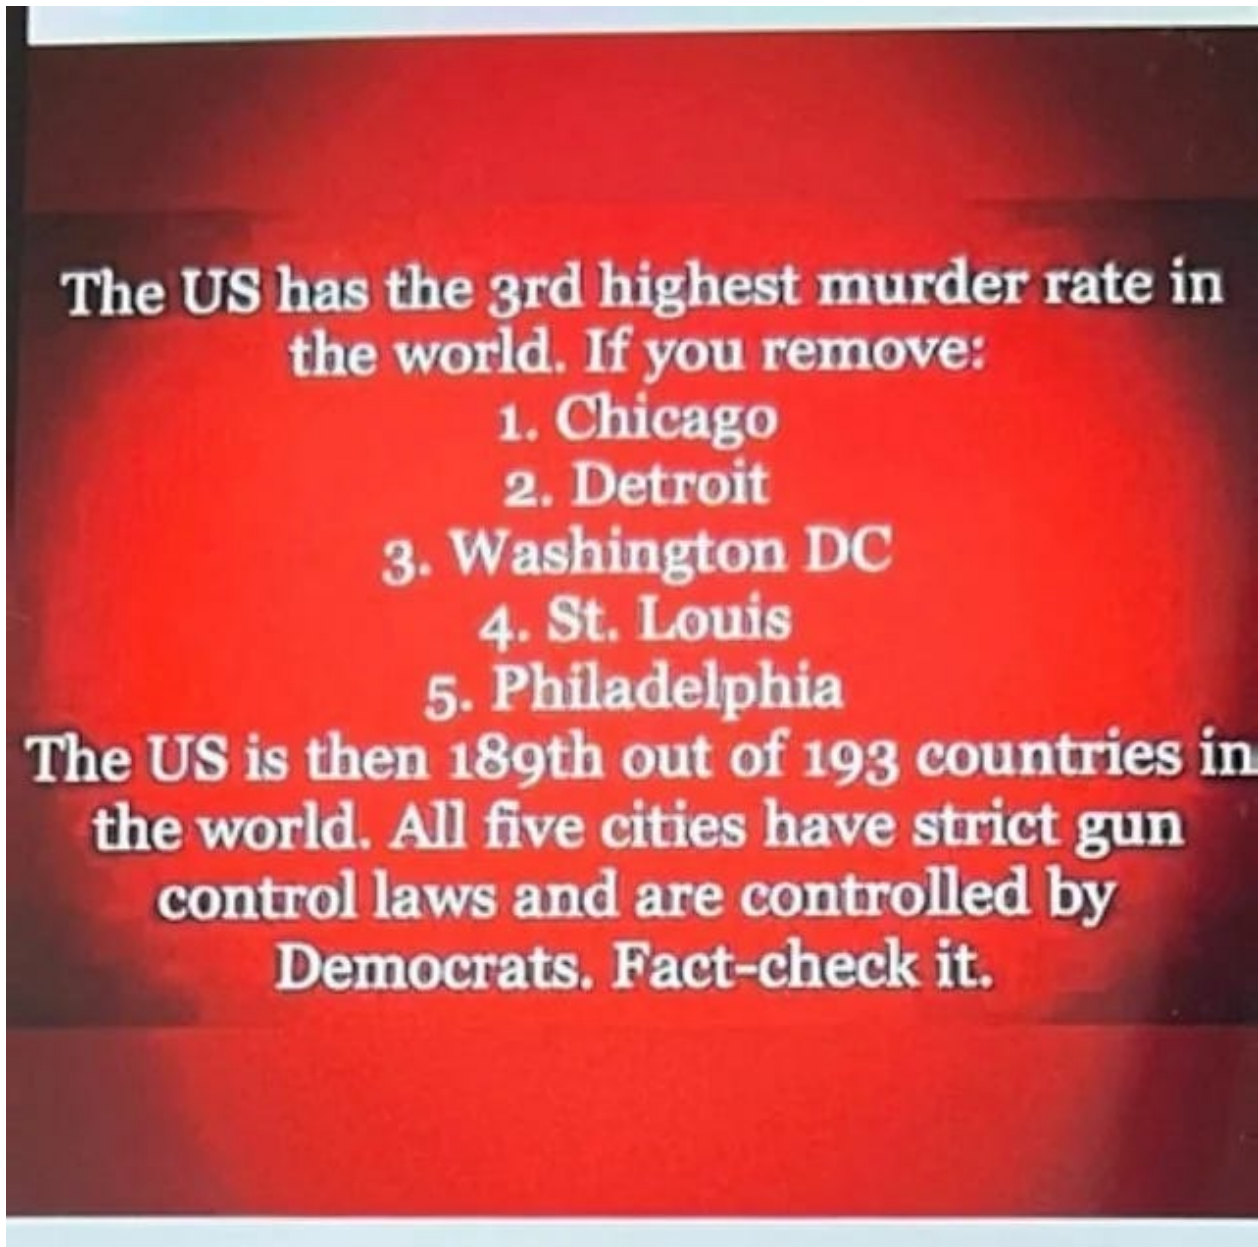 The US has the 3rd highest murder rate in
the world. If you remove:
1. Chicago
2. Detroit
3. Washington DC
4. St. Louis
5. Philadelphia
The US is then 189th out of 193 countries in
the world. All five cities have strict gun
control laws and are controlled by
Democrats. Fact-check it.